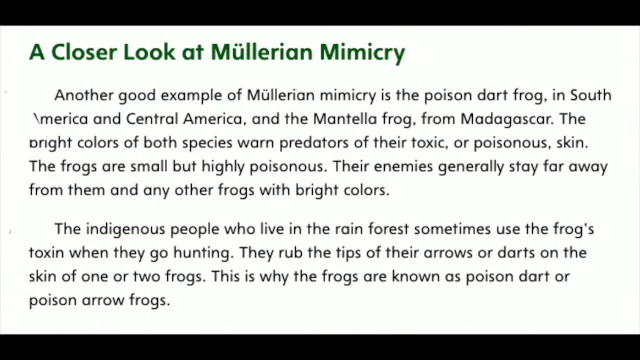 A Closer Look at Müllerian Mimicry
Another good example of Müllerian mimicry is the poison dart frog, in South
America and Central America, and the Mantella frog, from Madagascar. The
bright colors of both species warn predators of their toxic, or poisonous, skin.
The frogs are small but highly poisonous. Their enemies generally stay far away
from them and any other frogs with bright colors.
The indigenous people who live in the rain forest sometimes use the frog's
toxin when they go hunting. They rub the tips of their arrows or darts on the
skin of one or two frogs. This is why the frogs are known as poison dart or
poison arrow frogs.